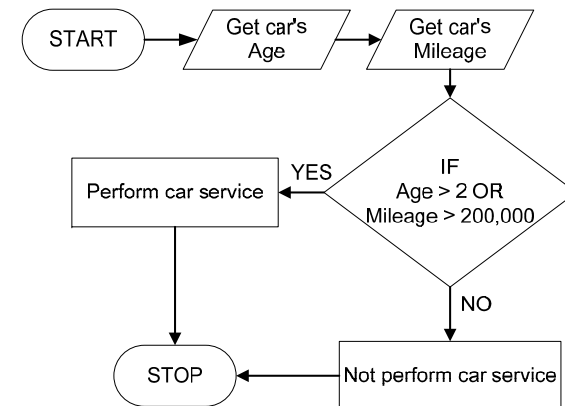 START
Get car's
Age
Get car's
Mileage
IF
Age > 2 OR
Mileage > 200,000
YES
Perform car service
NO
Not perform car service
STOP